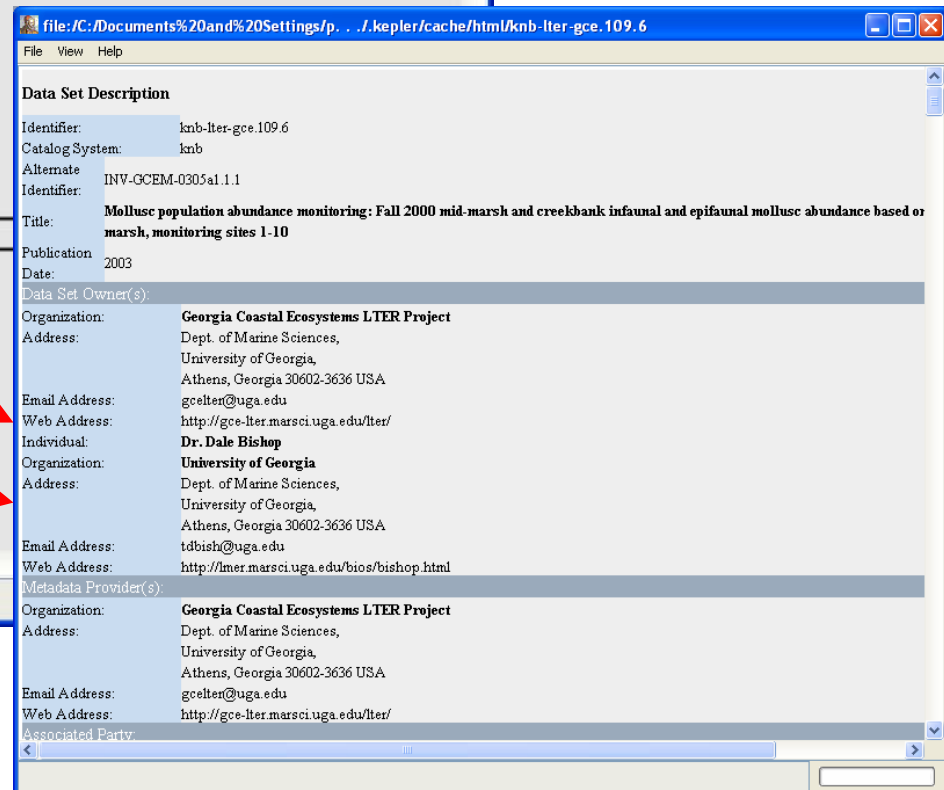 file:/C:/Documents%20and%20Settings/p. . ./.kepler/cache/html/knb-lter-gce.109.6
File View Help
Data Set Description
Identifier: knb-lter-gce.109.6
Catalog System: knb
Alternate
Identifier: INV-GCEM-0305a1.1.1
Title: Mollusc population abundance monitoring: Fall 2000 mid-marsh and creekbank infaunal and epifaunal mollusc abundance based on
marsh, monitoring sites 1-10
Publication
Date: 2003
Data Set Owner(s):
Organization: Georgia Coastal Ecosystems LTER Project
Address: Dept. of Marine Sciences,
University of Georgia,
Athens, Georgia 30602-3636 USA
Email Address: gcelter@uga.edu
Web Address: http://gce-lter.marsci.uga.edu/lter/
Individual: Dr. Dale Bishop
Organization: University of Georgia
Address: Dept. of Marine Sciences,
University of Georgia,
Athens, Georgia 30602-3636 USA
Email Address: tdbish@uga.edu
Web Address: http://lmer.marsci.uga.edu/bios/bishop.html
Metadata Provider(s):
Organization: Georgia Coastal Ecosystems LTER Project
Address: Dept. of Marine Sciences,
University of Georgia,
Athens, Georgia 30602-3636 USA
Email Address: gcelter@uga.edu
Web Address: http://gce-lter.marsci.uga.edu/lter/
Associated Party: